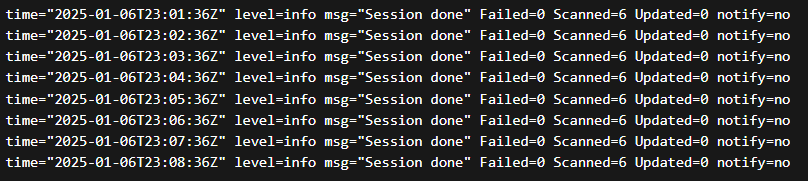 time="2025-01-06T23:01:36Z" level=info msg="Session done" Failed=0 Scanned=6 Updated=0 notify=no
time="2025-01-06T23:02:36Z" level=info msg="Session done" Failed=0 Scanned=6 Updated=0 notify=no
time="2025-01-06T23:03:36Z" level=info msg="Session done" Failed=0 Scanned=6 Updated=0 notify=no
time="2025-01-06T23:04:36Z" level=info msg="Session done" Failed=0 Scanned=6 Updated=0 notify=no
time="2025-01-06T23:05:36Z" level=info msg="Session done" Failed=0 Scanned=6 Updated=0 notify=no
time="2025-01-06T23:06:36Z" level=info msg="Session done" Failed=0 Scanned=6 Updated=0 notify=no
time="2025-01-06T23:07:36Z" level=info msg="Session done" Failed=0 Scanned=6 Updated=0 notify=no
time="2025-01-06T23:08:36Z" level=info msg="Session done" Failed=0 Scanned=6 Updated=0 notify=no